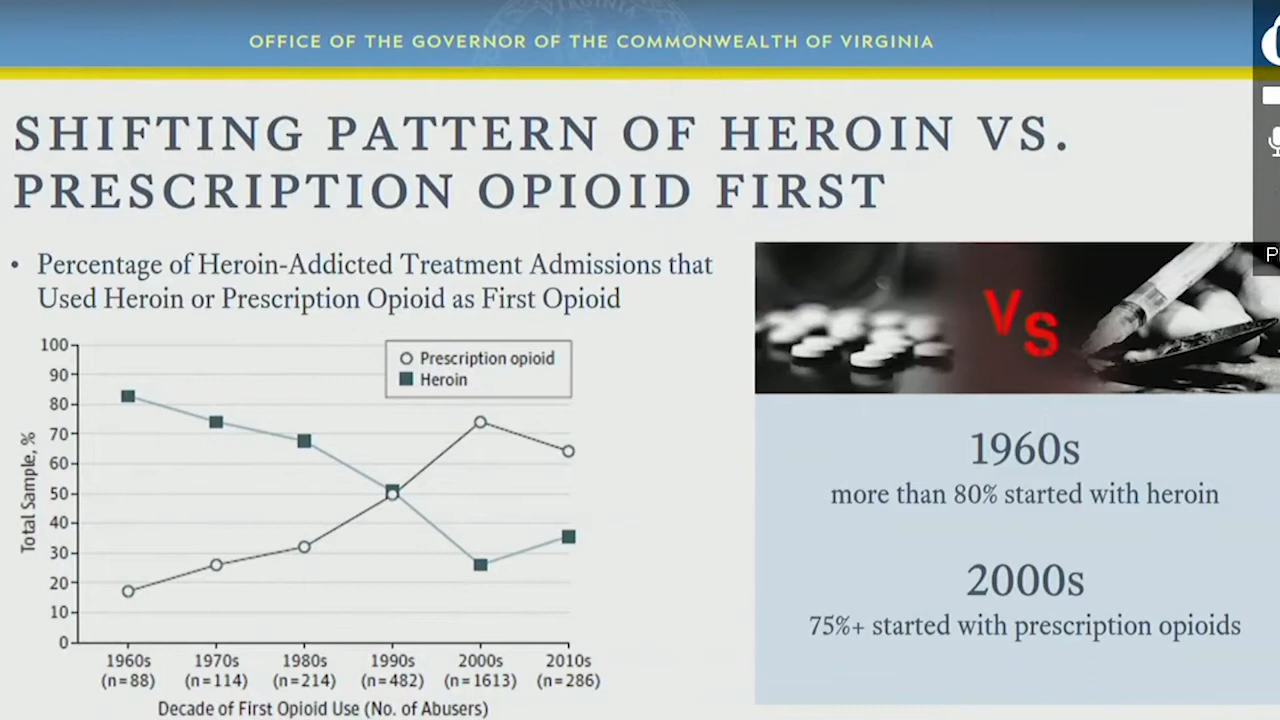 VIRGINIA
OFFICE OF THE GOVERNOR OF THE COMMONWEALTH OF VIRGINIA
SHIFTING PATTERN OF HEROIN VS.
PRESCRIPTION OPIOID FIRST
• Percentage of Heroin-Addicted Treatment Admissions that
Used Heroin or Prescription Opioid as First Opioid
Total Sample, %
100
90
80
70
60
50
40
30
20
10
0
Prescription opioid
Heroin
1960s 1970s 1980s 1990s 2000s 2010s
(n=88) (n=114) (n=214) (n=482) (n=1613) (n=286)
Decade of First Opioid Use (No. of Abusers)
VS
1960s
more than 80% started with heroin
2000s
75%+ started with prescription opioids